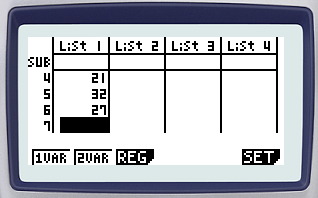 List 1 List 2 List 3 List 4
SUB
4 21
5 32
6 27
7
1VAR 2VAR REG SET